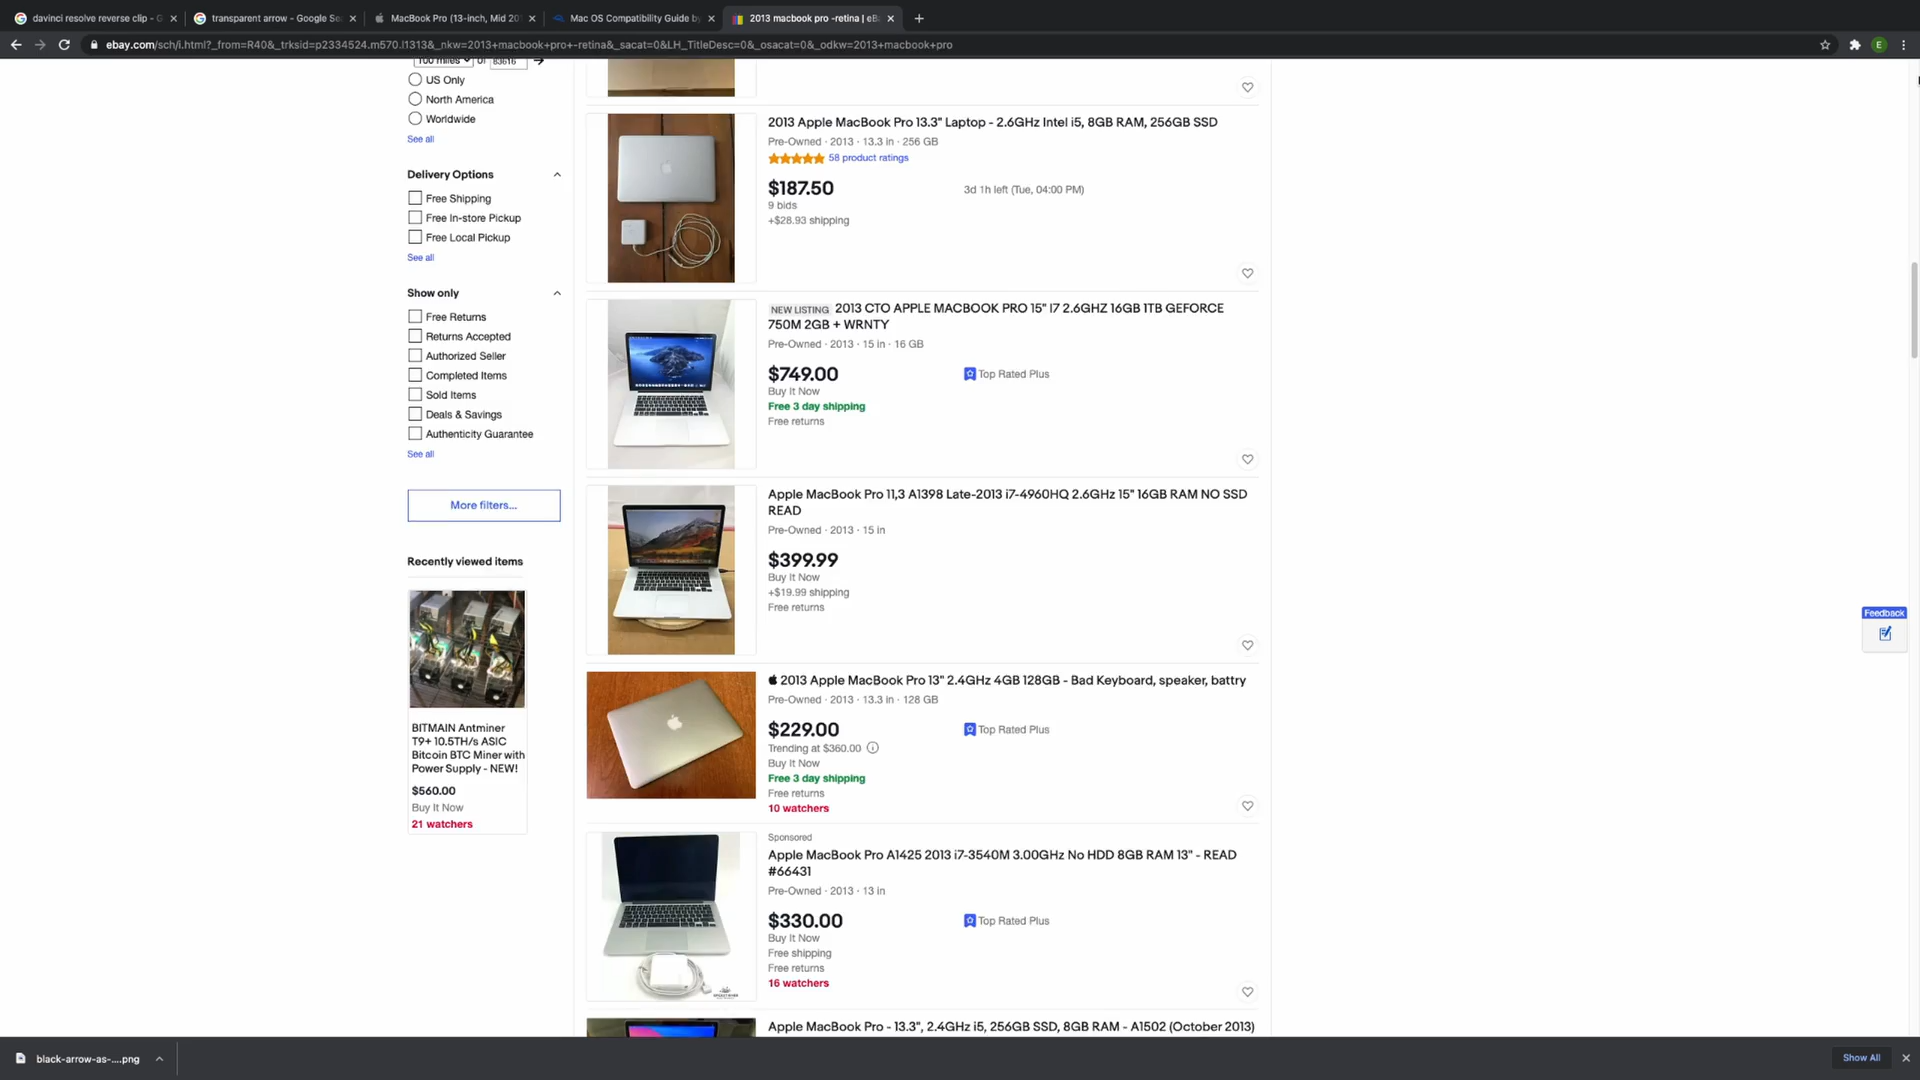 davinci resolve reverse clip - G
transparent arrow - Google Se
MacBook Pro (13-inch, Mid 20
Mac OS Compatibility Guide by
2013 macbook pro -retina | eB
ebay.com/sch/i.html?_from=R40&_trksid=p2334524.m570.l1313&_nkw=2013+macbook+pro+-retina&_sacat=0&LH_TitleDesc=0&_osacat=0&_odkw=2013+macbook+pro
E
100 miles of 83616
US Only
North America
Worldwide
See all
Delivery Options
Free Shipping
Free In-store Pickup
Free Local Pickup
See all
Show only
Free Returns
Returns Accepted
Authorized Seller
Completed Items
Sold Items
Deals & Savings
Authenticity Guarantee
See all
More filters...
Recently viewed items
BITMAIN Antminer
T9+ 10.5TH/s ASIC
Bitcoin BTC Miner with
Power Supply - NEW!
$560.00
Buy It Now
21 watchers
2013 Apple MacBook Pro 13.3" Laptop - 2.6GHz Intel i5, 8GB RAM, 256GB SSD
Pre-Owned · 2013 · 13.3 in · 256 GB
58 product ratings
$187.50
3d 1h left (Tue, 04:00 PM)
9 bids
+$28.93 shipping
NEW LISTING 2013 CTO APPLE MACBOOK PRO 15" I7 2.6GHZ 16GB 1TB GEFORCE
750M 2GB + WRNTY
Pre-Owned · 2013 · 15 in · 16 GB
$749.00
Top Rated Plus
Buy It Now
Free 3 day shipping
Free returns
Apple MacBook Pro 11,3 A1398 Late-2013 i7-4960HQ 2.6GHz 15" 16GB RAM NO SSD
READ
Pre-Owned · 2013 · 15 in
$399.99
Buy It Now
+$19.99 shipping
Free returns
2013 Apple MacBook Pro 13" 2.4GHz 4GB 128GB - Bad Keyboard, speaker, battry
Pre-Owned · 2013 · 13.3 in · 128 GB
$229.00
Top Rated Plus
Trending at $360.00
Buy It Now
Free 3 day shipping
Free returns
10 watchers
Sponsored
Apple MacBook Pro A1425 2013 i7-3540M 3.00GHz No HDD 8GB RAM 13" - READ
#66431
Pre-Owned · 2013 · 13 in
$330.00
Top Rated Plus
Buy It Now
Free shipping
Free returns
16 watchers
Apple MacBook Pro - 13.3", 2.4GHz i5, 256GB SSD, 8GB RAM - A1502 (October 2013)
Feedback
black-arrow-as-....png
Show All